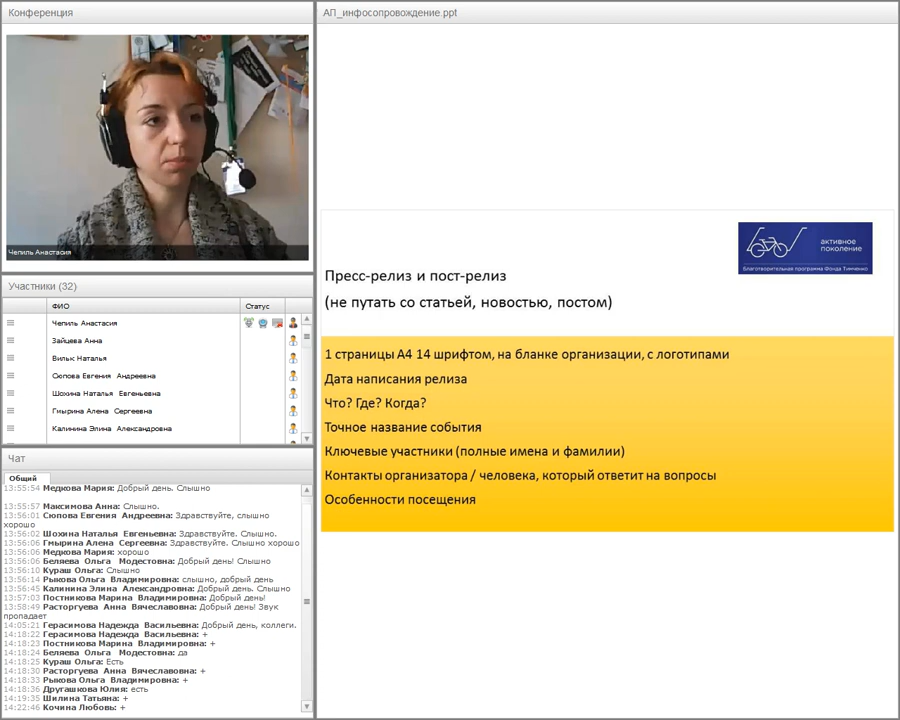 Конференция
Чепиль Анастасия
Участники (32)
ФИО
Статус
Чепиль Анастасия
Зайцева Анна
Вильк Наталья
Сюпова Евгения Андреевна
Шохина Наталья Евгеньевна
Гмырина Алена Сергеевна
Калинина Элина Александровна
Чат
Общий
13:55:54 Медкова Мария: Добрый день. Слышно
13:55:57 Максимова Анна: Слышно.
13:56:01 Сюпова Евгения Андреевна: Здравствуйте, слышно
хорошо
13:56:02 Шохина Наталья Евгеньевна: Здравствуйте. Слышно.
13:56:06 Гмырина Алена Сергеевна: Здравствуйте. Слышно хорошо
13:56:06 Медкова Мария: хорошо
13:56:06 Беляева Ольга Модестовна: Добрый день! Слышно
13:56:10 Кураш Ольга: Слышно
13:56:14 Рыкова Ольга Владимировна: слышно, добрый день
13:56:45 Калинина Элина Александровна: Добрый день. Слышно
13:57:03 Постникова Марина Владимировна: Добрый день!
13:58:49 Расторгуева Анна Вячеславовна: Добрый день! Звук
пропадает
14:05:21 Герасимова Надежда Васильевна: Добрый день, коллеги.
14:18:22 Герасимова Надежда Васильевна: +
14:18:23 Постникова Марина Владимировна: +
14:18:24 Беляева Ольга Модестовна: да
14:18:25 Кураш Ольга: Есть
14:18:30 Расторгуева Анна Вячеславовна: +
14:18:33 Рыкова Ольга Владимировна: +
14:18:36 Другашкова Юлия: есть
14:19:35 Шилина Татьяна: +
14:22:46 Кочина Любовь: +
АП_инфосопровождение.ppt
активное
поколение
благотворительная программа Фонда Тимченко
Пресс-релиз и пост-релиз
(не путать со статьей, новостью, постом)
1 страницы А4 14 шрифтом, на бланке организации, с логотипами
Дата написания релиза
Что? Где? Когда?
Точное название события
Ключевые участники (полные имена и фамилии)
Контакты организатора / человека, который ответит на вопросы
Особенности посещения